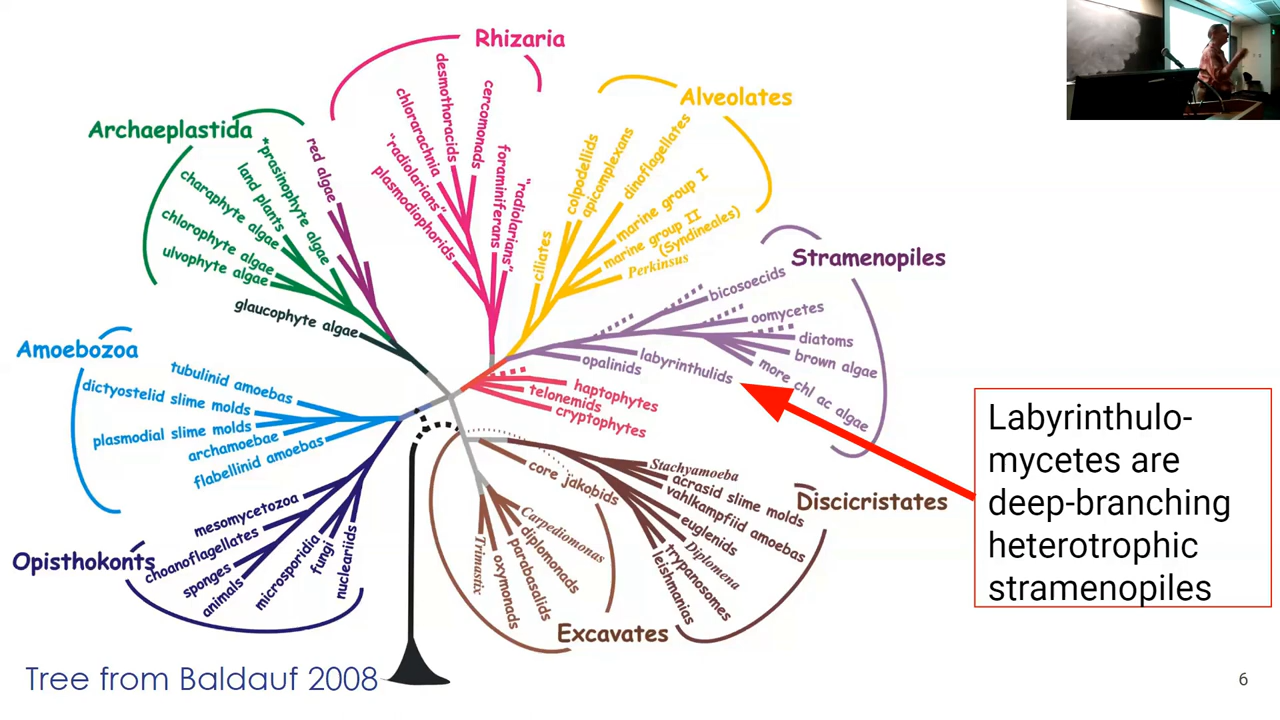 Rhizaria
desmothoracids
cercomonads
chlorarachnia
"radiolarians"
plasmodiophorids
foraminiferans
"radiolarians"
Alveolates
colpodellids
apicomplexans
dinoflagellates
marine group I
marine group II
(Syndineales)
Perkinsus
ciliates
Archaeplastida
red algae
*prasinophyte algae
land plants
charaphyte algae
chlorophyte algae
ulvophyte algae
glaucophyte algae
Stramenopiles
bicosoecids
oomycetes
diatoms
brown algae
more chl ac algae
labyrinthulids
opalinids
haptophytes
telonemids
cryptophytes
Amoebozoa
tubulinid amoebas
dictyostelid slime molds
plasmodial slime molds
archamoebae
flabellinid amoebas
Labyrinthulo-
mycetes are
deep-branching
heterotrophic
stramenopiles
Discicristates
Stachyamoeba
acrasid slime molds
vahlkampfiid amoebas
euglenids
Diplomena
trypanosomes
leishmanias
core jakobids
Carpediomonas
diplomonads
parabasalids
oxymonads
Trimastix
Excavates
Opisthokonts
mesomycetozoa
choanoflagellates
sponges
animals
microsporidia
fungi
nucleariids
Tree from Baldauf 2008
6